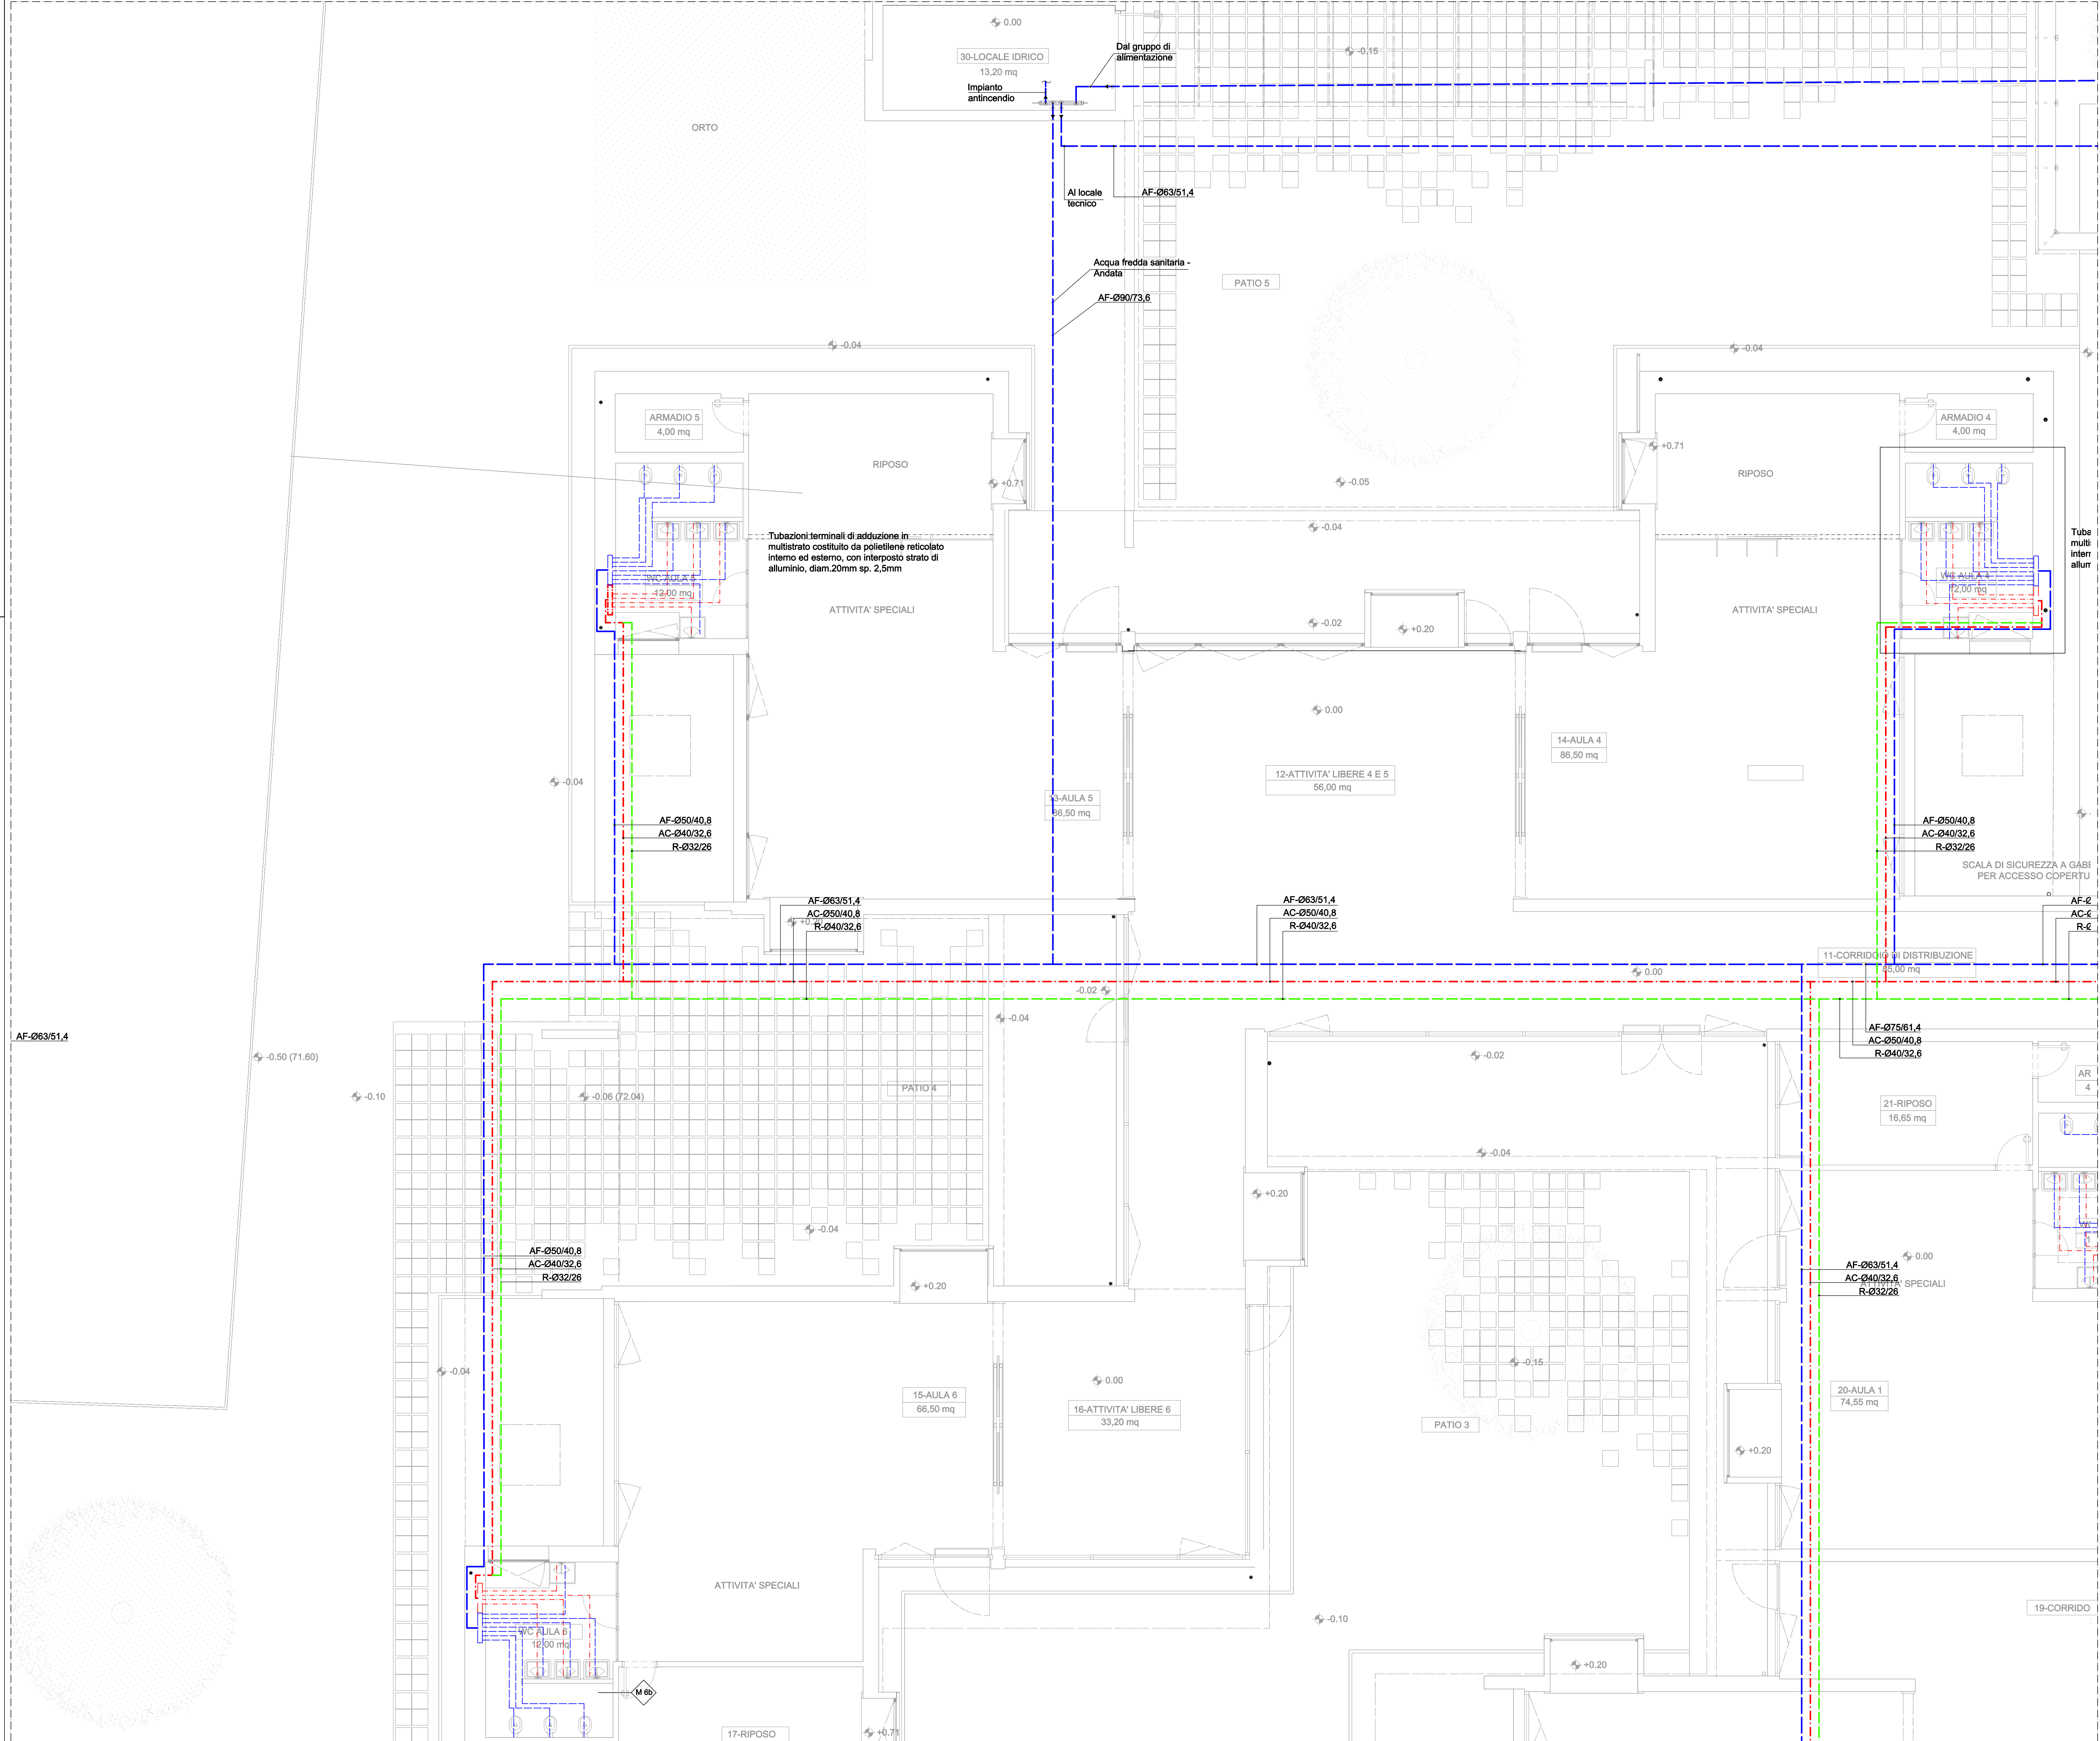 0.00
30-LOCALE IDRICO
13,20 mq
Impianto
antincendio
Dal gruppo di
alimentazione
-0.15
ORTO
Al locale
tecnico
AF-Ø63/51,4
Acqua fredda sanitaria -
Andata
AF-Ø90/73,6
PATIO 5
-0.04
-0.04
ARMADIO 5
4,00 mq
RIPOSO
+0.71
-0.05
+0.71
RIPOSO
ARMADIO 4
4,00 mq
-0.04
Tubazioni terminali di adduzione in
multistrato costituito da polietilene reticolato
interno ed esterno, con interposto strato di
alluminio, diam.20mm sp. 2,5mm
WC AULA 5
12,00 mq
ATTIVITA' SPECIALI
-0.02
+0.20
ATTIVITA' SPECIALI
WC AULA 4
12,00 mq
Tuba
multi
inter
allum
0.00
14-AULA 4
86,50 mq
12-ATTIVITA' LIBERE 4 E 5
56,00 mq
13-AULA 5
86,50 mq
-0.04
AF-Ø50/40,8
AC-Ø40/32,6
R-Ø32/26
AF-Ø50/40,8
AC-Ø40/32,6
R-Ø32/26
SCALA DI SICUREZZA A GABB
PER ACCESSO COPERTU
AF-Ø63/51,4
AC-Ø50/40,8
+0.20
R-Ø40/32,6
AF-Ø63/51,4
AC-Ø50/40,8
R-Ø40/32,6
AF-Ø
AC-Ø
R-Ø
11-CORRIDOIO DI DISTRIBUZIONE
85,00 mq
0.00
-0.02
-0.04
AF-Ø63/51,4
-0.50 (71.60)
-0.10
-0.06 (72.04)
PATIO 4
-0.02
AF-Ø75/61,4
AC-Ø50/40,8
R-Ø40/32,6
AR
4
21-RIPOSO
16,65 mq
-0.04
+0.20
-0.04
AF-Ø50/40,8
AC-Ø40/32,6
R-Ø32/26
+0.20
0.00
AF-Ø63/51,4
AC-Ø40/32,6
ATTIVITA' SPECIALI
R-Ø32/26
-0.04
-0.15
15-AULA 6
66,50 mq
0.00
16-ATTIVITA' LIBERE 6
33,20 mq
PATIO 3
20-AULA 1
74,55 mq
+0.20
ATTIVITA' SPECIALI
-0.10
19-CORRIDO
WC AULA 6
12,00 mq
+0.20
M 6b
17-RIPOSO
+0.71